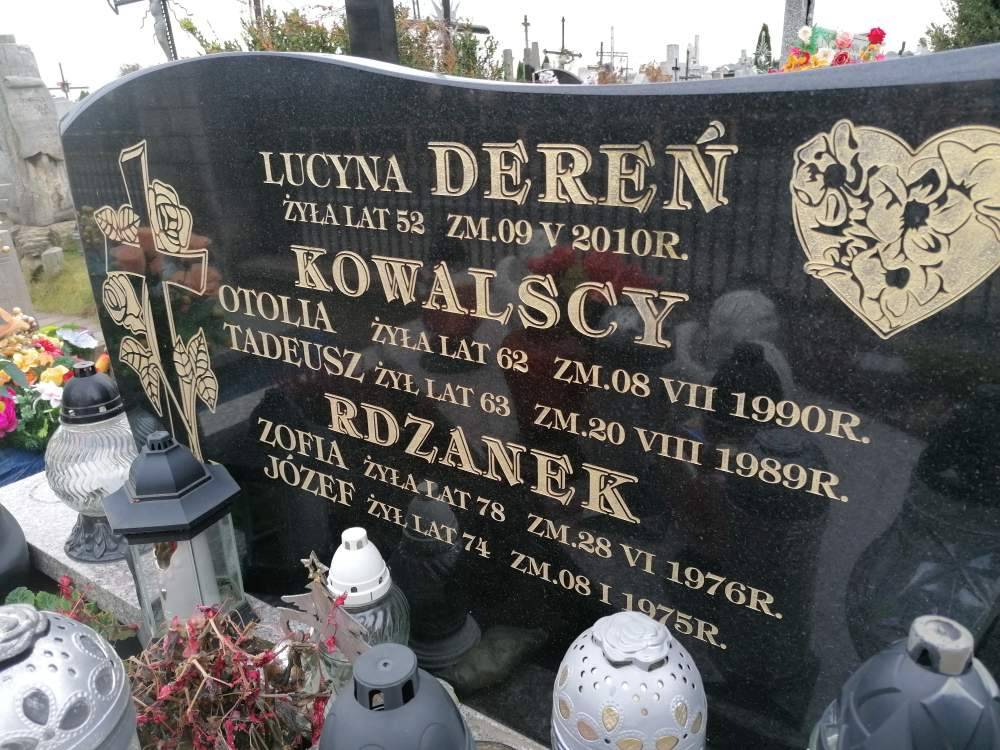 LUCYNA DEREŃ
ŻYŁA LAT 52 ZM.09 V 2010R.
KOWALSCY
OTOLIA ŻYŁA LAT 62 ZM.08 VII 1990R.
TADEUSZ ŻYŁ LAT 63 ZM.20 VIII 1989R.
RDZANEK
ZOFIA ŻYŁA LAT 78 ZM.28 VI 1976R.
JÓZEF ŻYŁ LAT 74 ZM.08 I 1975R.